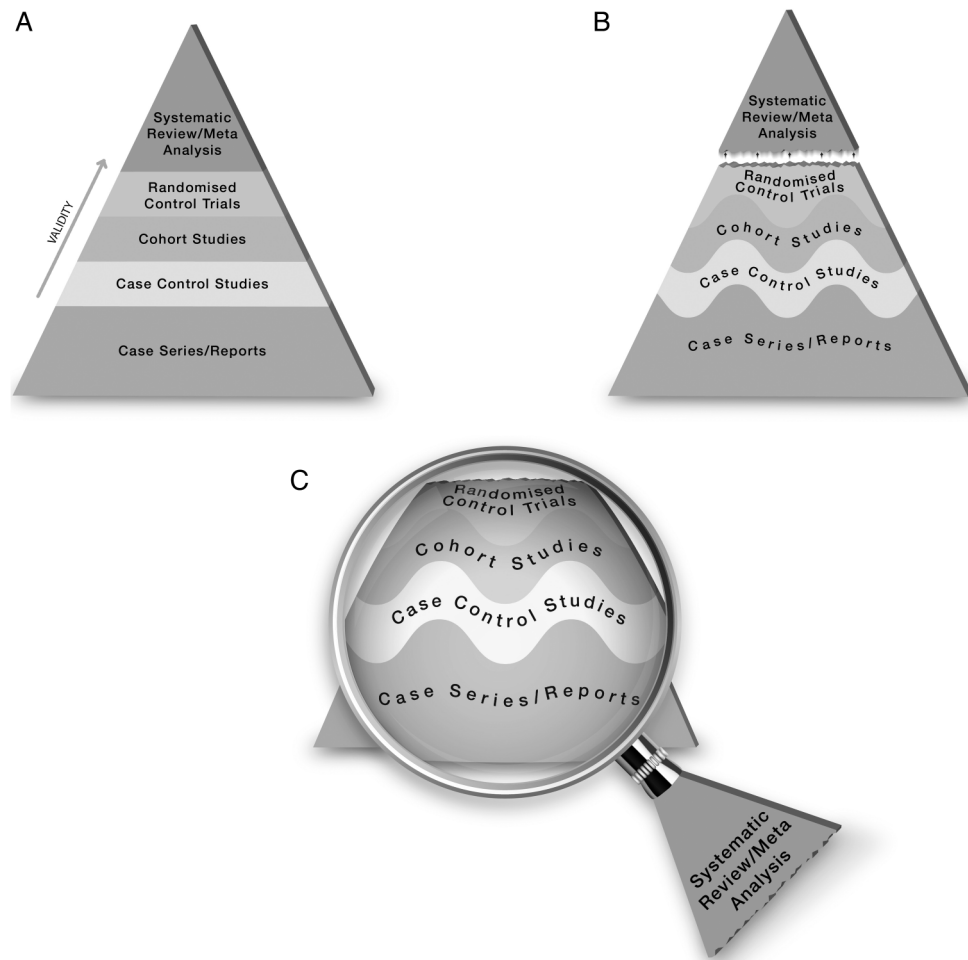 A
Systematic
Review/Meta
Analysis
Randomised
Control Trials
Cohort Studies
Case Control Studies
Case Series/Reports
VALIDITY
B
Systematic
Review/Meta
Analysis
Randomised
Control Trials
Cohort Studies
Case Control Studies
Case Series/Reports
C
Randomised
Control Trials
Cohort Studies
Case Control Studies
Case Series/Reports
Systematic
Review/Meta
Analysis